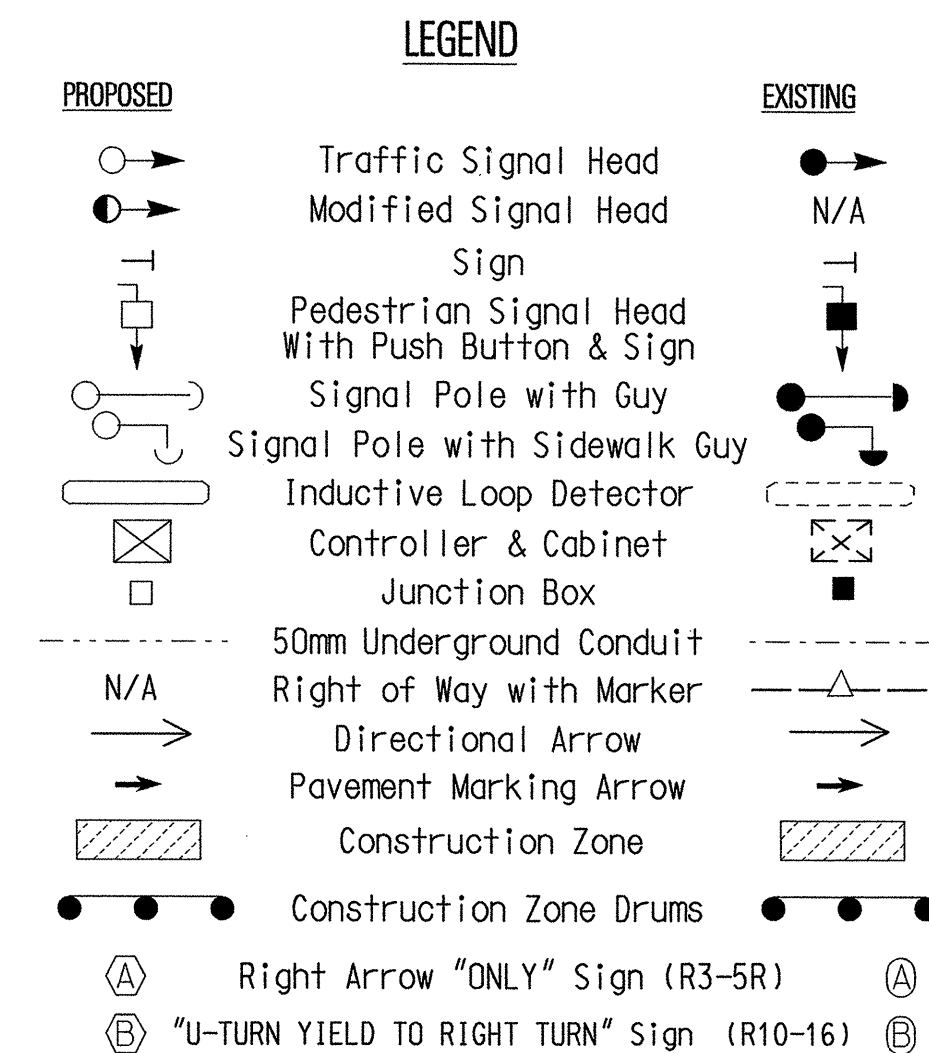 LEGEND
PROPOSED EXISTING
Traffic Signal Head
Modified Signal Head N/A
Sign
Pedestrian Signal Head
With Push Button & Sign
Signal Pole with Guy
Signal Pole with Sidewalk Guy
Inductive Loop Detector
Controller & Cabinet
Junction Box
50mm Underground Conduit
N/A Right of Way with Marker
Directional Arrow
Pavement Marking Arrow
Construction Zone
Construction Zone Drums
A Right Arrow "ONLY" Sign (R3-5R) A
B "U-TURN YIELD TO RIGHT TURN" Sign (R10-16) B